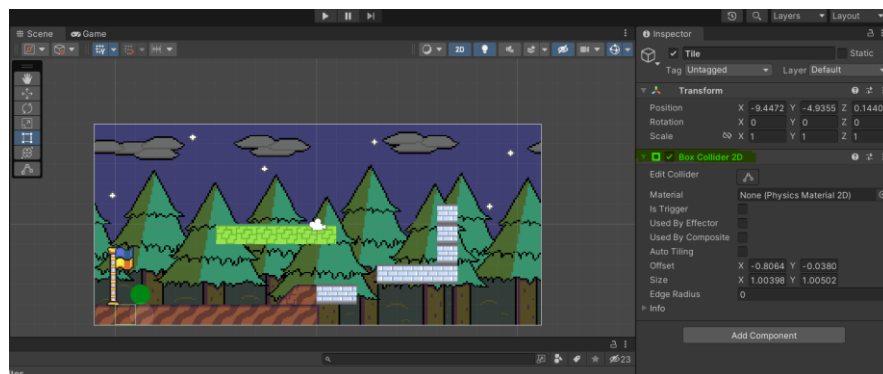 Layers Layout
Scene Game
2D
Inspector
Tile Static
Tag Untagged Layer Default
Transform
Position X -9.4472 Y -4.9355 Z 0.1440
Rotation X 0 Y 0 Z 0
Scale X 1 Y 1 Z 1
Box Collider 2D
Edit Collider
Material None (Physics Material 2D)
Is Trigger
Used By Effector
Used By Composite
Auto Tiling
Offset X -0.8064 Y -0.0380
Size X 1.00398 Y 1.00502
Edge Radius 0
Info
Add Component
23